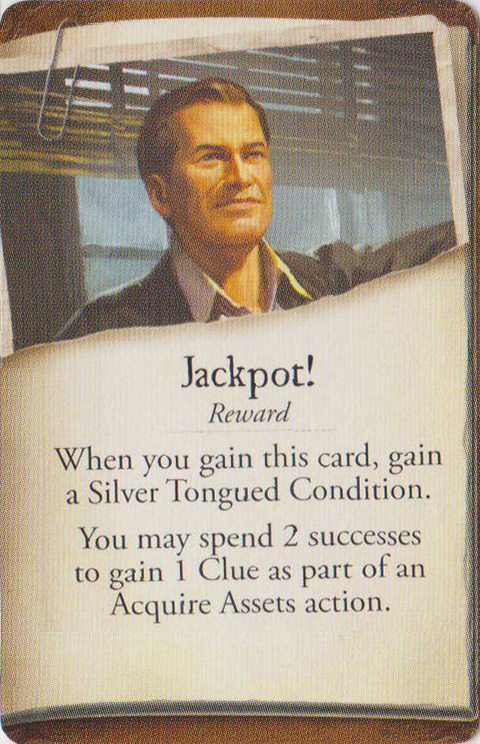 Jackpot!
Reward
When you gain this card, gain
a Silver Tongued Condition.
You may spend 2 successes
to gain 1 Clue as part of an
Acquire Assets action.